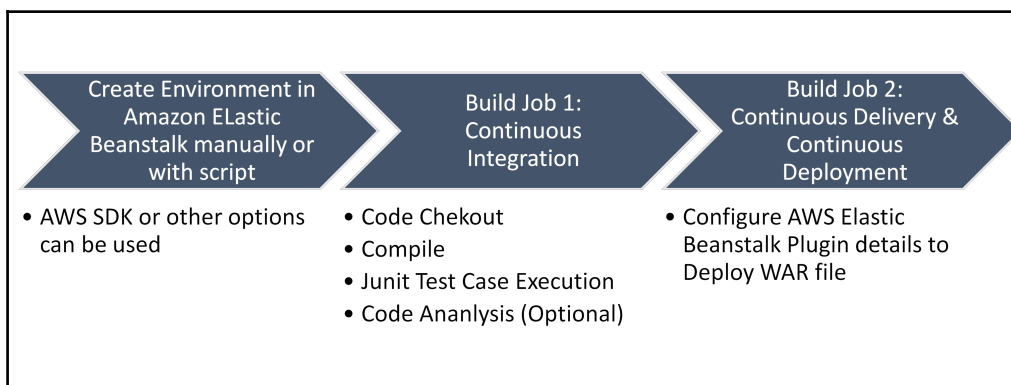 Create Environment in
Amazon ELastic
Beanstalk manually or
with script
• AWS SDK or other options
can be used
Build Job 1:
Continuous
Integration
• Code Chekout
• Compile
• Junit Test Case Execution
• Code Ananlysis (Optional)
Build Job 2:
Continuous Delivery &
Continuous
Deployment
• Configure AWS Elastic
Beanstalk Plugin details to
Deploy WAR file